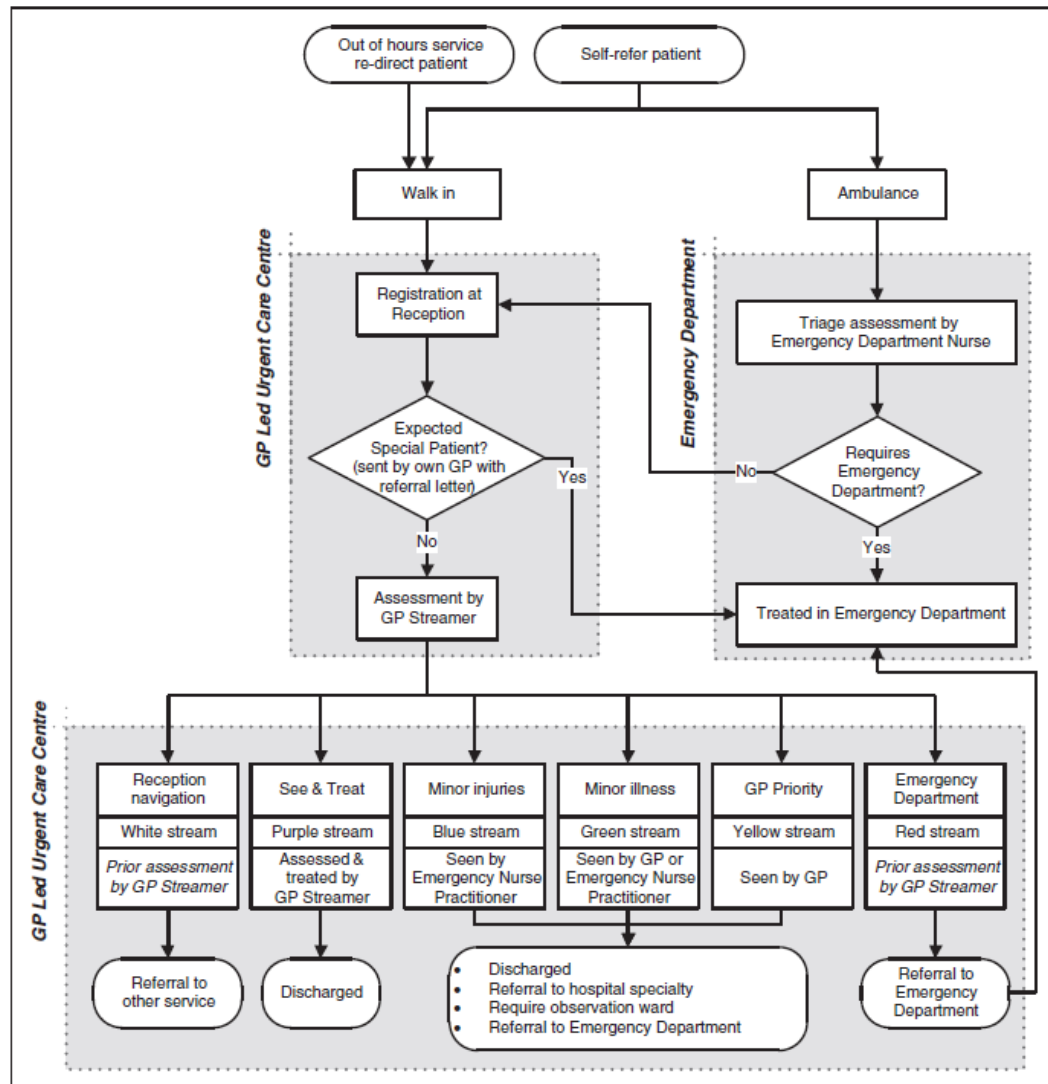 Out of hours service
re-direct patient
Self-refer patient
Walk in
Ambulance
GP Led Urgent Care Centre
Registration at
Reception
Expected
Special Patient?
(sent by own GP with
referral letter)
Yes
No
Assessment by
GP Streamer
Emergency Department
Triage assessment by
Emergency Department Nurse
Requires
Emergency
Department?
No
Yes
Treated in Emergency Department
GP Led Urgent Care Centre
Reception
navigation
White stream
Prior assessment
by GP Streamer
Referral to
other service
See & Treat
Purple stream
Assessed &
treated by
GP Streamer
Discharged
Minor injuries
Blue stream
Seen by
Emergency Nurse
Practitioner
Minor illness
Green stream
Seen by GP or
Emergency Nurse
Practitioner
GP Priority
Yellow stream
Seen by GP
• Discharged
• Referral to hospital specialty
• Require observation ward
• Referral to Emergency Department
Emergency
Department
Red stream
Prior assessment
by GP Streamer
Referral to
Emergency
Department